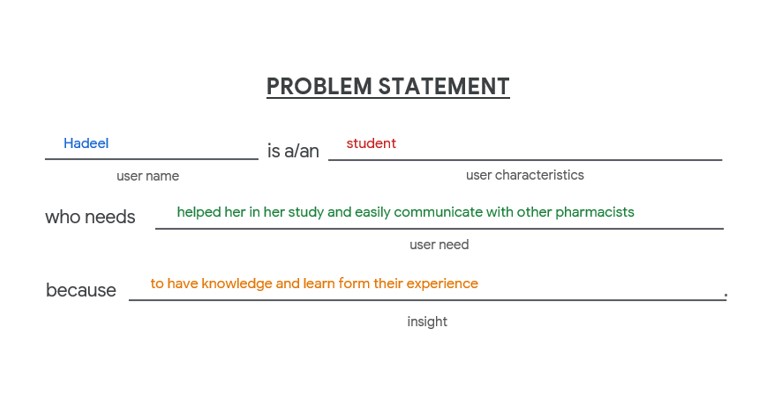 PROBLEM STATEMENT
Hadeel is a/an student
user name user characteristics
who needs helped her in her study and easily communicate with other pharmacists
user need
because to have knowledge and learn form their experience .
insight